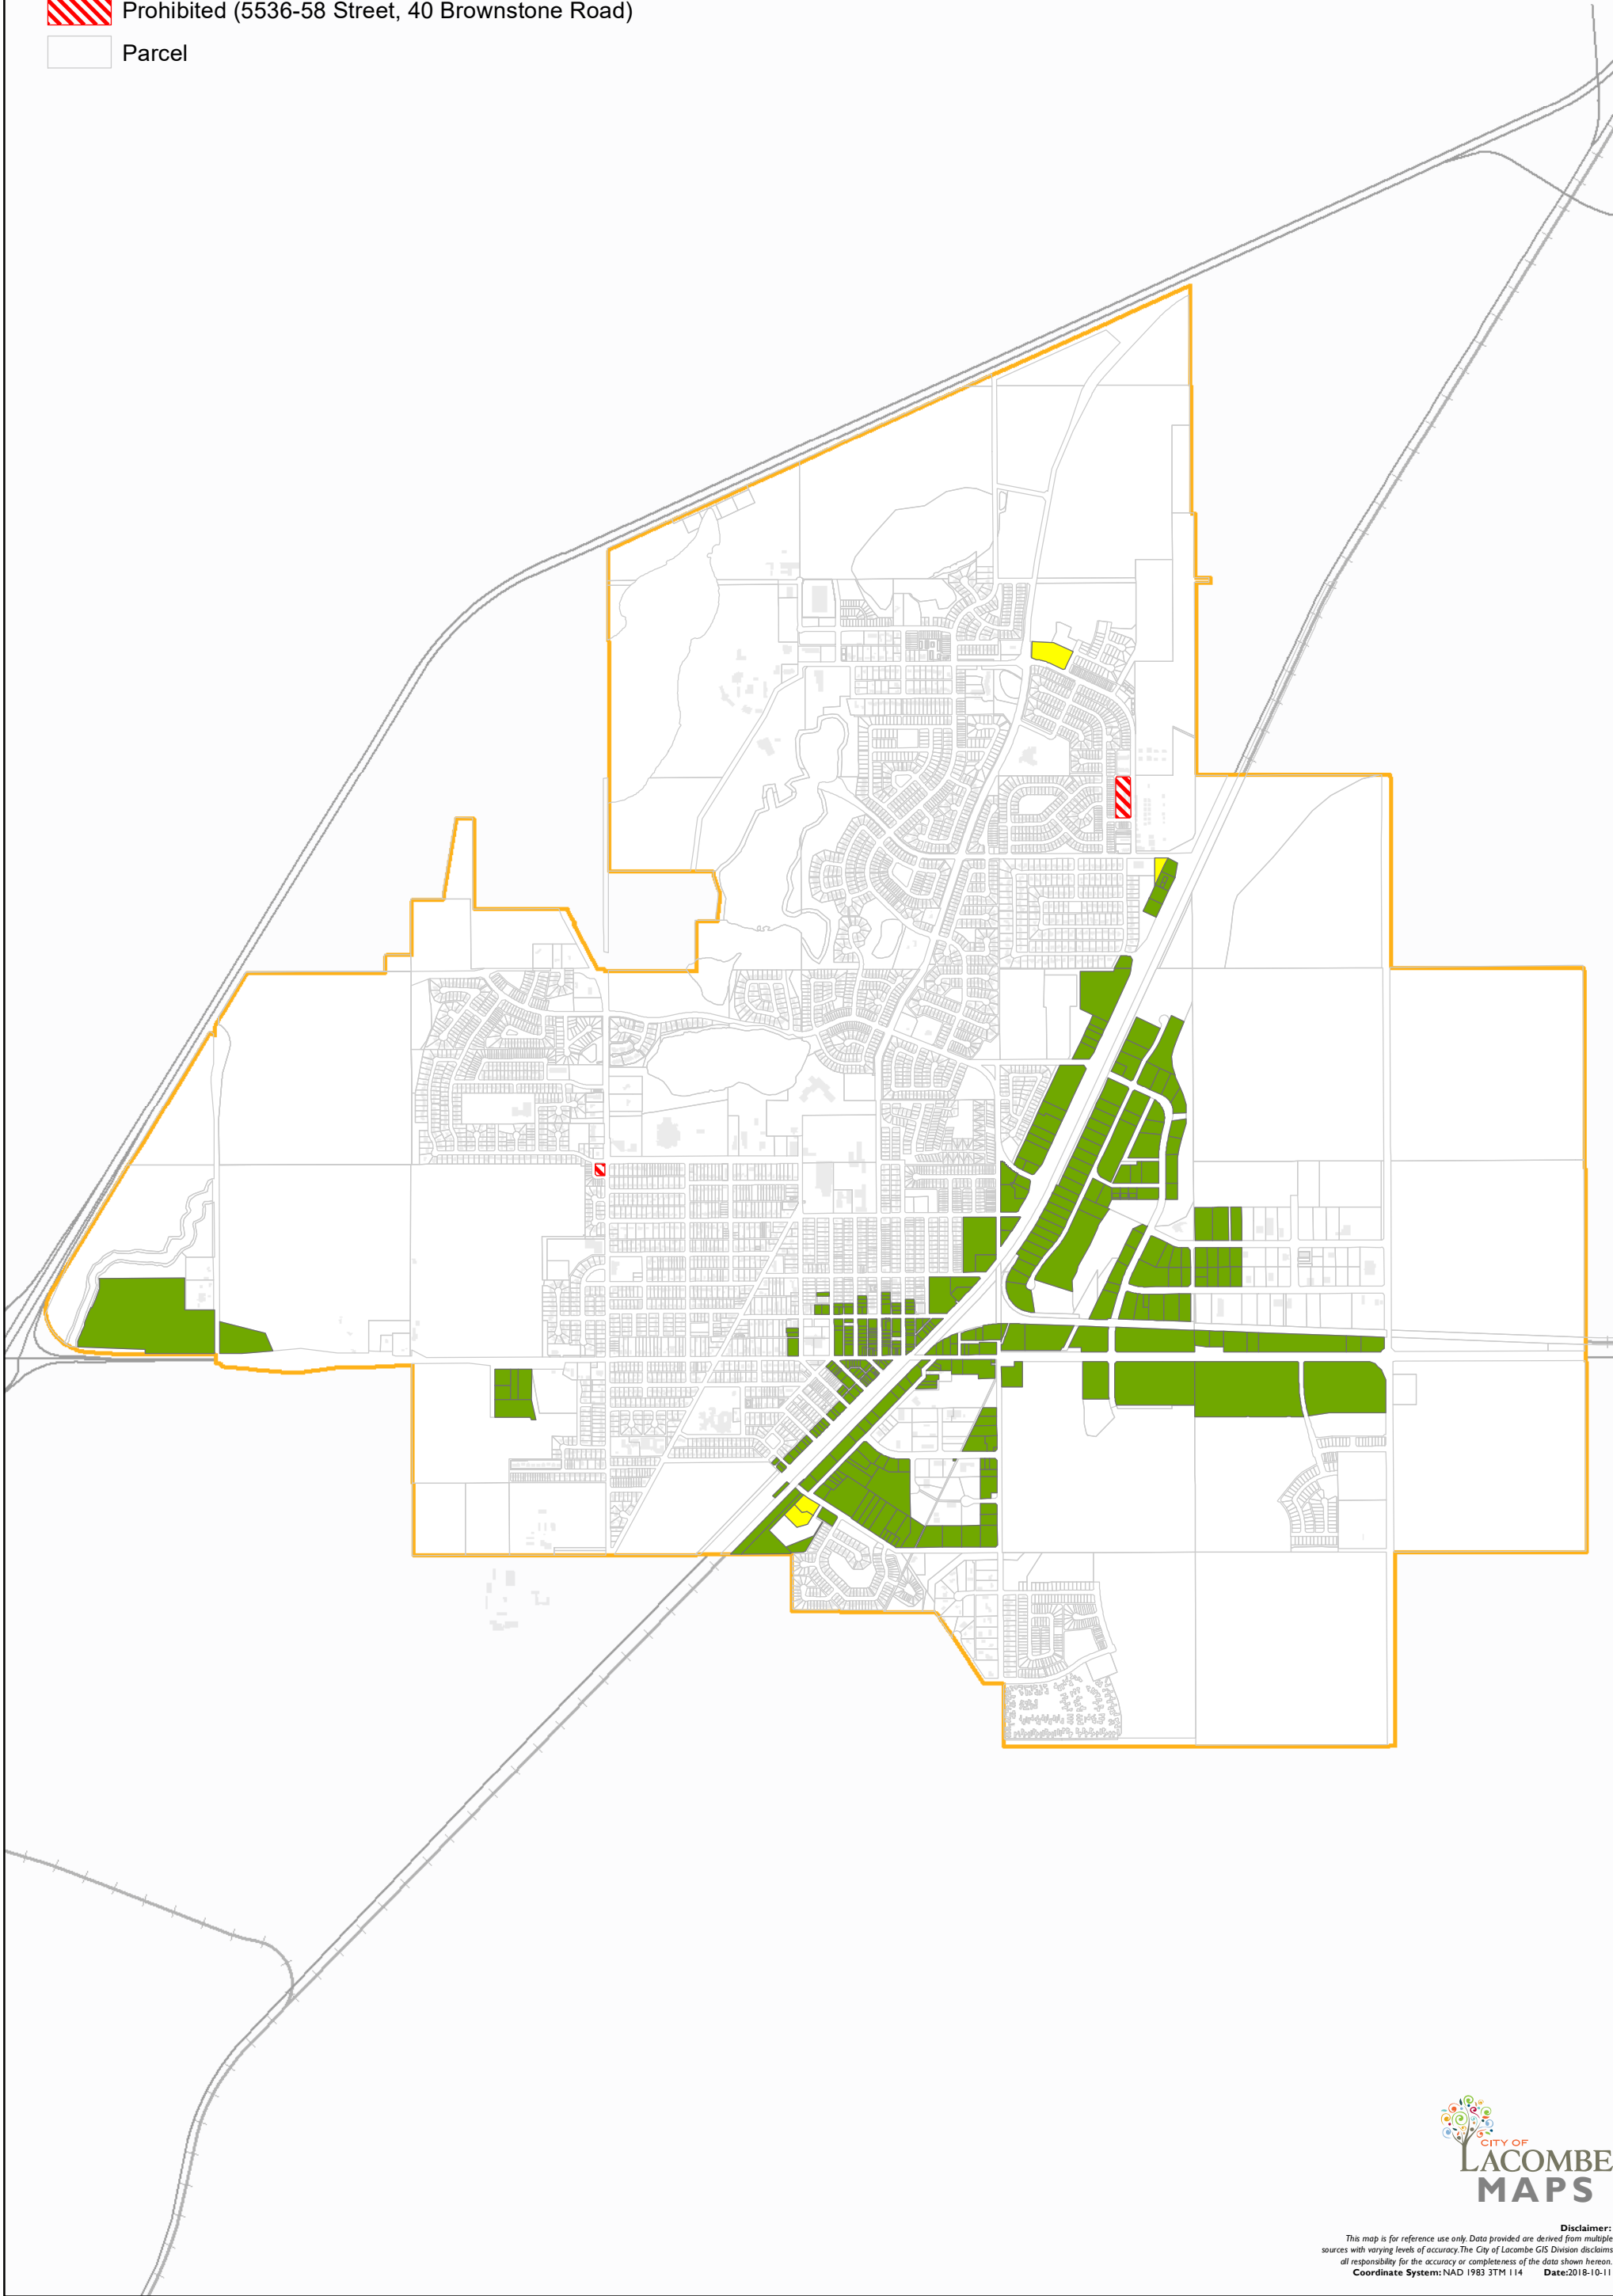 Prohibited (5536-58 Street, 40 Brownstone Road)
Parcel
CITY OF
LACOMBE
MAPS
Disclaimer:
This map is for reference use only. Data provided are derived from multiple
sources with varying levels of accuracy.The City of Lacombe GIS Division disclaims
all responsibility for the accuracy or completeness of the data shown hereon.
Coordinate System: NAD 1983 3TM 114 Date:2018-10-11